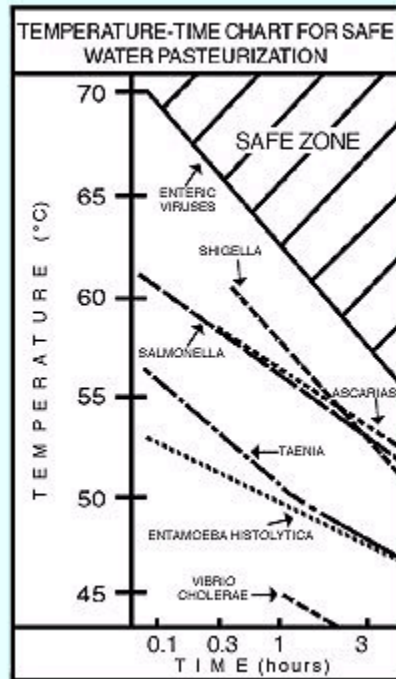 TEMPERATURE-TIME CHART FOR SAFE
WATER PASTEURIZATION
70
65
60
55
50
45
TEMPERATURE (°C)
SAFE ZONE
ENTERIC
VIRUSES
SHIGELLA
SALMONELLA
ASCARIAS
TAENIA
ENTAMOEBA HISTOLYTICA
VIBRIO
CHOLERAE
0.1 0.3 1 3
TIME (hours)